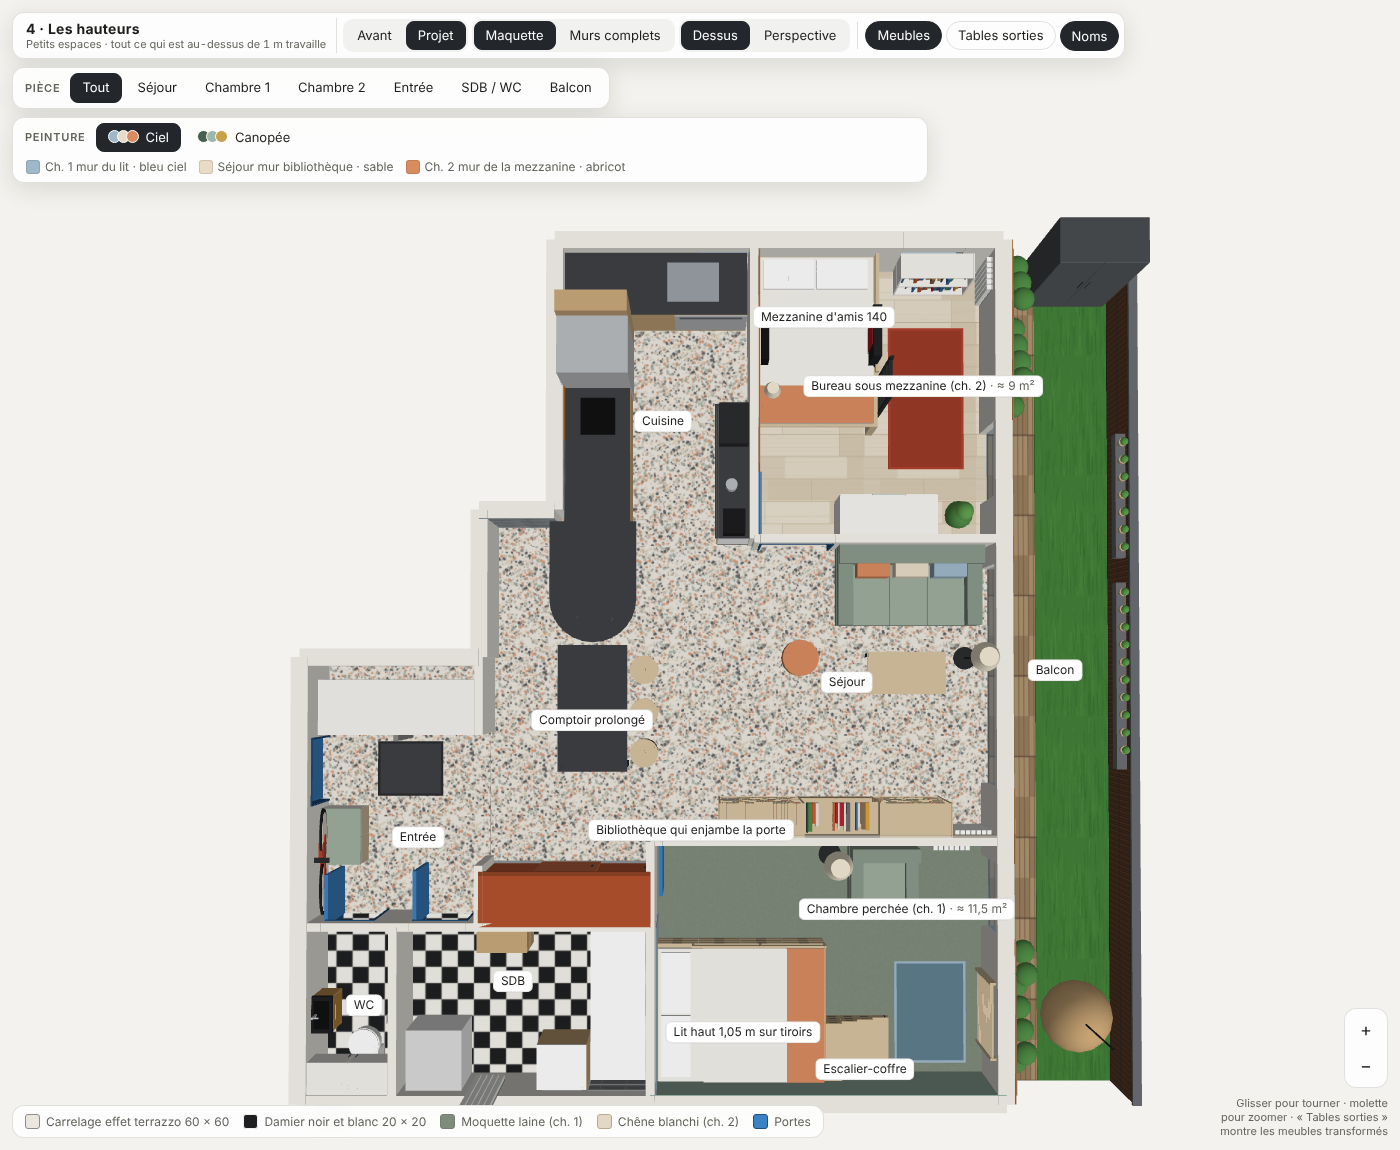 4 · Les hauteurs
Petits espaces · tout ce qui est au-dessus de 1 m travaille
Avant Projet Maquette Murs complets Dessus Perspective Meubles Tables sorties Noms
PIÈCE Tout Séjour Chambre 1 Chambre 2 Entrée SDB / WC Balcon
PEINTURE Ciel Canopée
Ch. 1 mur du lit · bleu ciel Séjour mur bibliothèque · sable Ch. 2 mur de la mezzanine · abricot
Mezzanine d'amis 140
Bureau sous mezzanine (ch. 2) · ≈ 9 m²
Cuisine
Balcon
Séjour
Comptoir prolongé
Bibliothèque qui enjambe la porte
Entrée
Chambre perchée (ch. 1) · ≈ 11,5 m²
SDB
WC
Lit haut 1,05 m sur tiroirs
Escalier-coffre
+
−
Carrelage effet terrazzo 60 × 60 Damier noir et blanc 20 × 20 Moquette laine (ch. 1) Chêne blanchi (ch. 2) Portes
Glisser pour tourner · molette
pour zoomer · « Tables sorties »
montre les meubles transformés